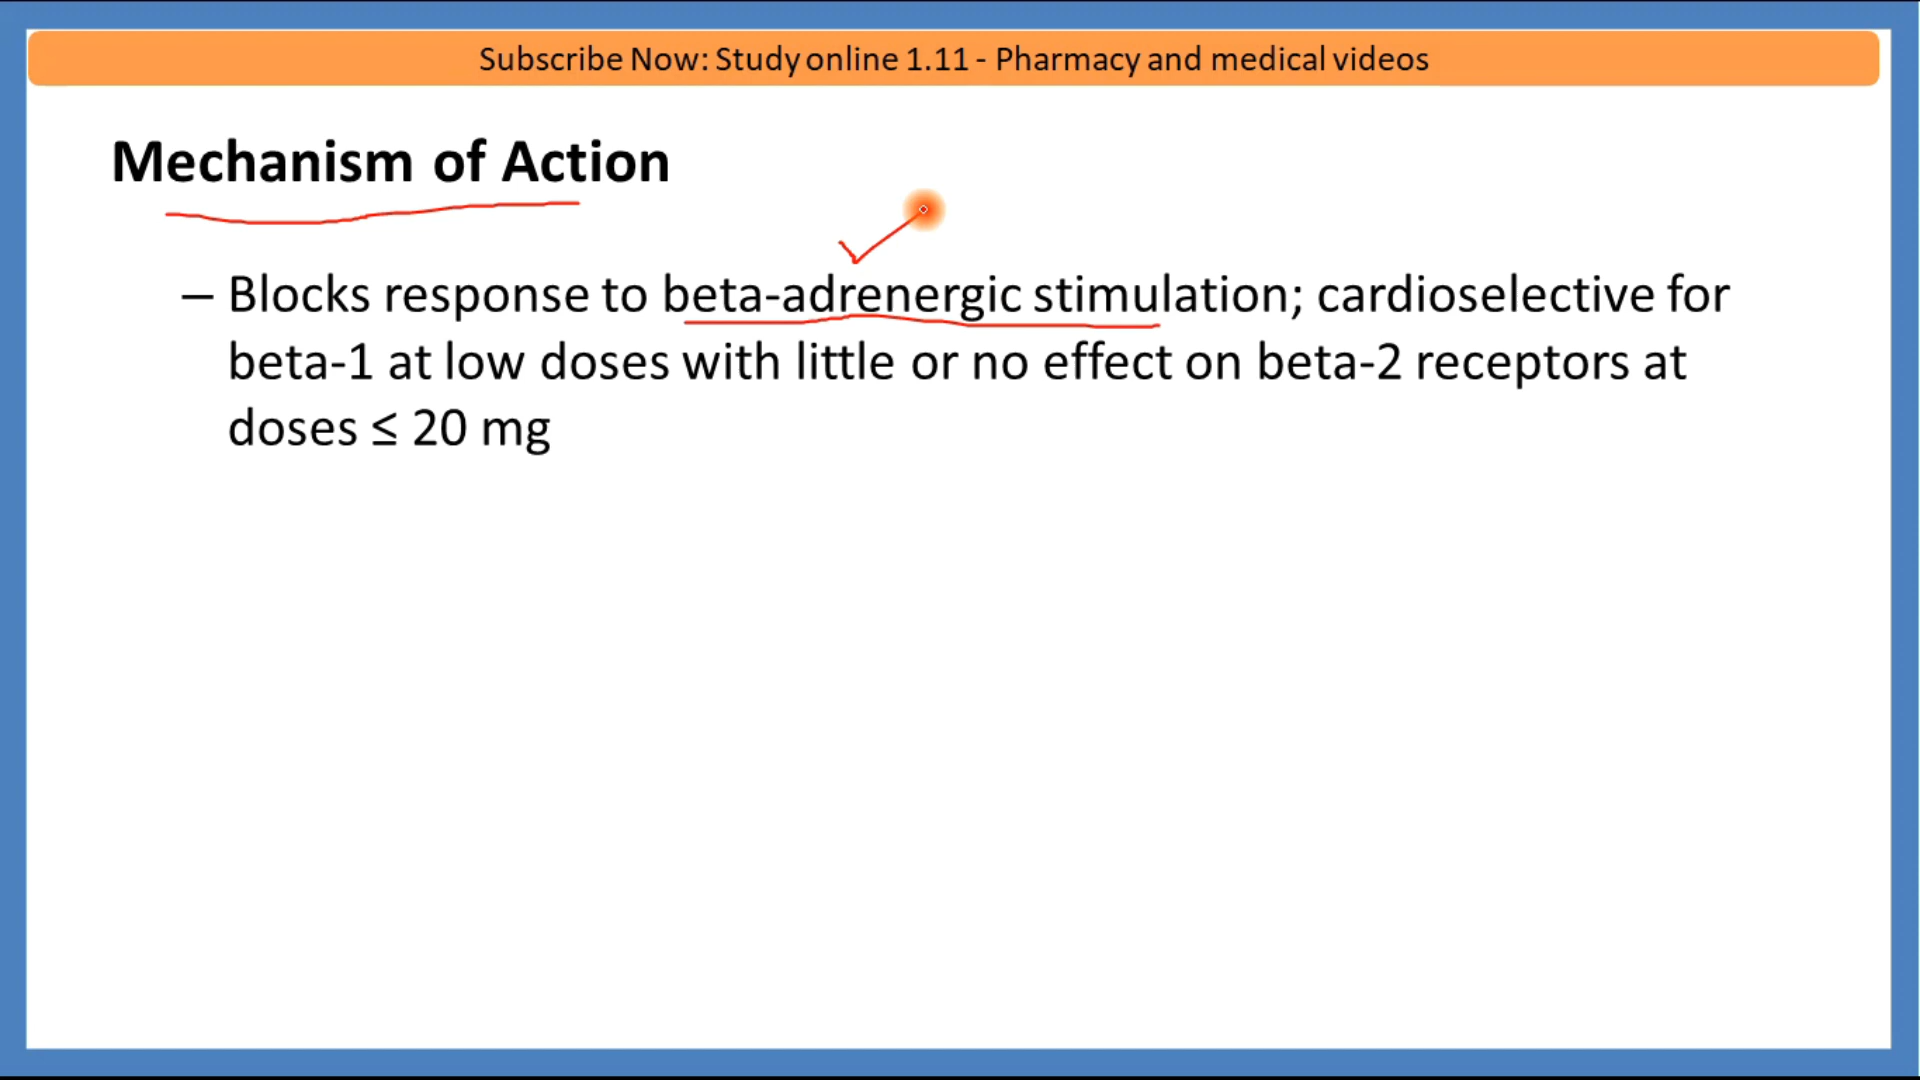 Subscribe Now: Study online 1.11 - Pharmacy and medical videos
Mechanism of Action
– Blocks response to beta-adrenergic stimulation; cardioselective for
beta-1 at low doses with little or no effect on beta-2 receptors at
doses ≤ 20 mg